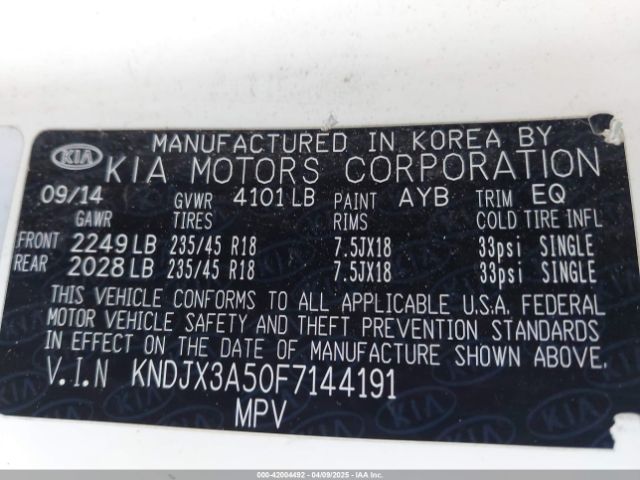 MANUFACTURED IN KOREA BY
KIA KIA MOTORS CORPORATION
09/14 GVWR 4101 LB PAINT AYB TRIM EQ
GAWR TIRES RIMS COLD TIRE INFL
FRONT 2249 LB 235/45 R18 7.5JX18 33psi SINGLE
REAR 2028 LB 235/45 R18 7.5JX18 33psi SINGLE
THIS VEHICLE CONFORMS TO ALL APPLICABLE U.S.A. FEDERAL
MOTOR VEHICLE SAFETY AND THEFT PREVENTION STANDARDS
IN EFFECT ON THE DATE OF MANUFACTURE SHOWN ABOVE.
V.I.N KNDJX3A50F7144191
MPV
000-42004492 - 04/09/2025 - IAAI.com